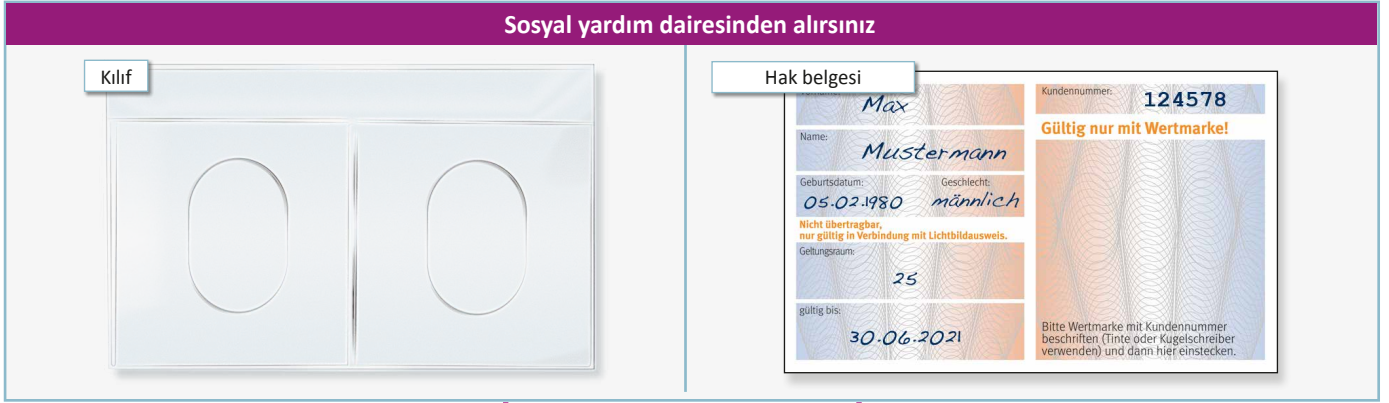 Sosyal yardım dairesinden alırsınız
Kılıf
Hak belgesi
Max
Name:
Mustermann
Geburtsdatum:
Geschlecht:
05.02.1980
männlich
Nicht übertragbar,
nur gültig in Verbindung mit Lichtbildausweis.
Geltungsraum:
25
gültig bis:
30.06.2021
Kundennummer:
124578
Gültig nur mit Wertmarke!
Bitte Wertmarke mit Kundennummer
beschriften (Tinte oder Kugelschreiber
verwenden) und dann hier einstecken.